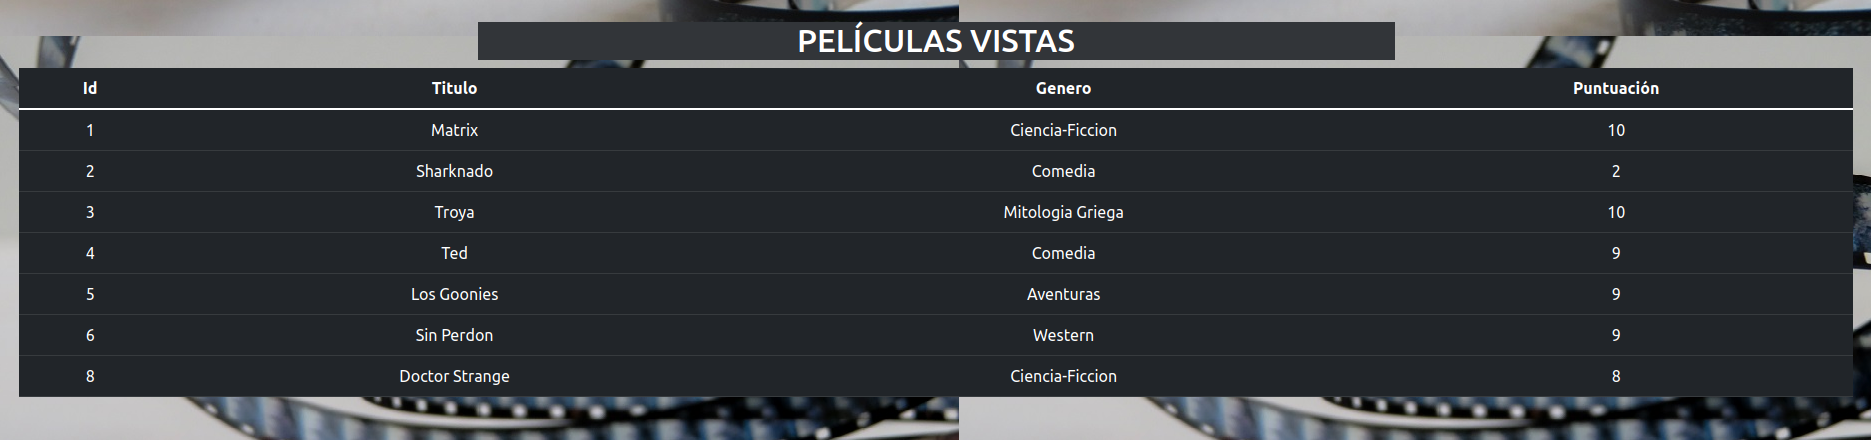 PELÍCULAS VISTAS
Id Titulo Genero Puntuación
1 Matrix Ciencia-Ficcion 10
2 Sharknado Comedia 2
3 Troya Mitologia Griega 10
4 Ted Comedia 9
5 Los Goonies Aventuras 9
6 Sin Perdon Western 9
8 Doctor Strange Ciencia-Ficcion 8